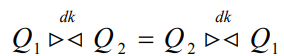 Q₁ ▷◁^{dk} Q₂ = Q₂ ▷◁^{dk} Q₁